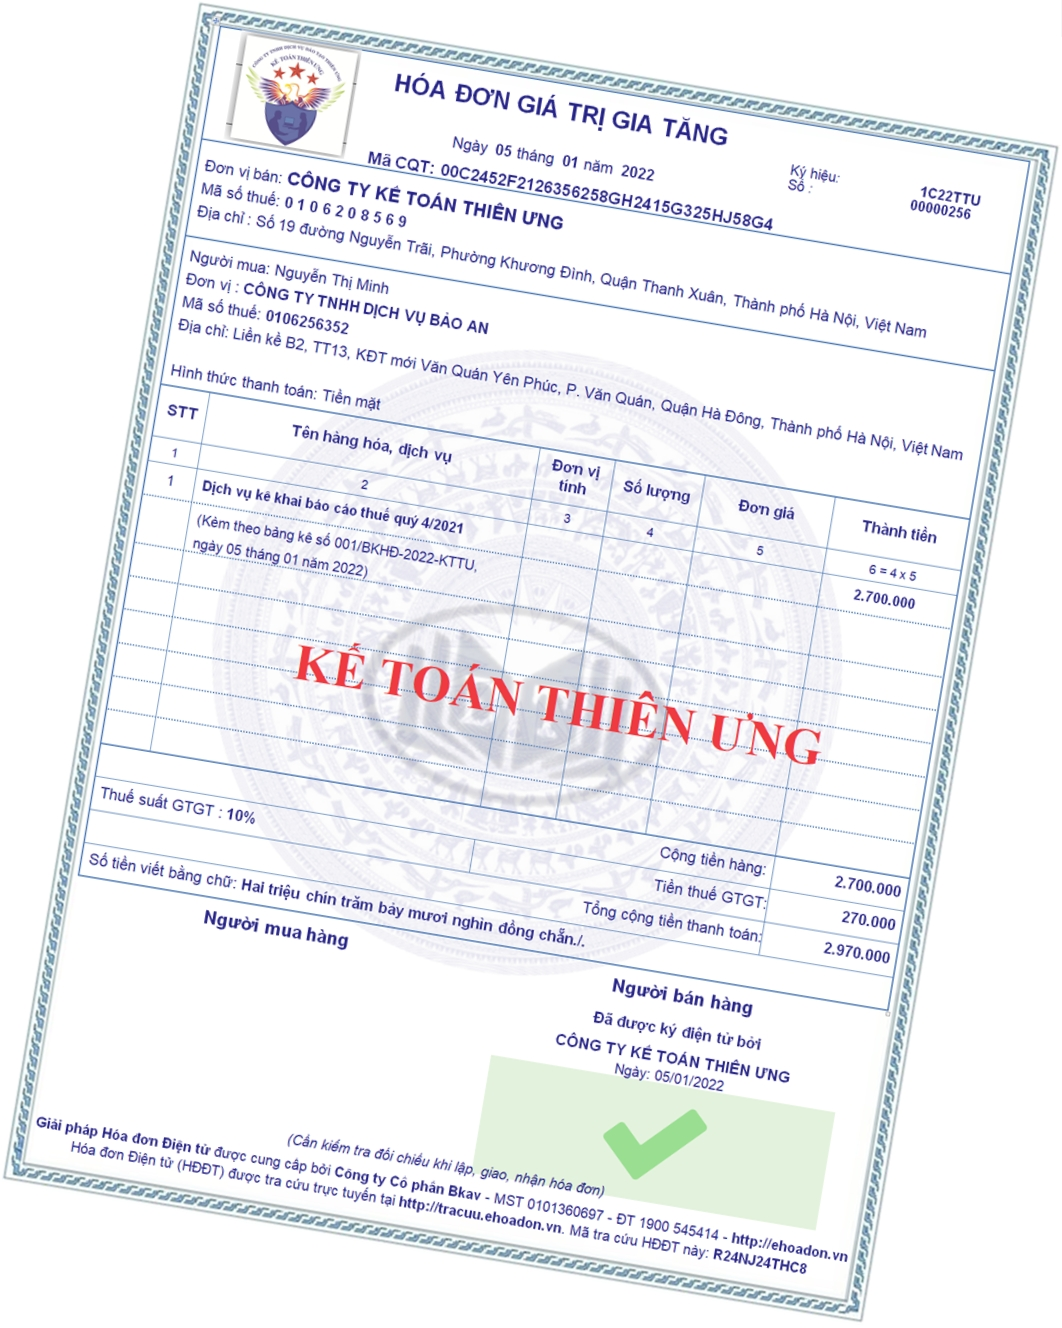 CÔNG TY TNHH DỊCH VỤ ĐÀO TẠO THIÊN ƯNG
KẾ TOÁN THIÊN ƯNG
HÓA ĐƠN GIÁ TRỊ GIA TĂNG
Ngày 05 tháng 01 năm 2022
Mã CQT: 00C2452F2126356258GH2415G325HJ58G4
Ký hiệu: 1C22TTU
Số : 00000256
Đơn vị bán: CÔNG TY KẾ TOÁN THIÊN ƯNG
Mã số thuế: 0 1 0 6 2 0 8 5 6 9
Địa chỉ : Số 19 đường Nguyễn Trãi, Phường Khương Đình, Quận Thanh Xuân, Thành phố Hà Nội, Việt Nam
Người mua: Nguyễn Thị Minh
Đơn vị : CÔNG TY TNHH DỊCH VỤ BẢO AN
Mã số thuế: 0106256352
Địa chỉ: Liền kề B2, TT13, KĐT mới Văn Quán Yên Phúc, P. Văn Quán, Quận Hà Đông, Thành phố Hà Nội, Việt Nam
Hình thức thanh toán: Tiền mặt
STT Tên hàng hóa, dịch vụ Đơn vị tính Số lượng Đơn giá Thành tiền
1 2 3 4 5 6 = 4 x 5
1 Dịch vụ kê khai báo cáo thuế quý 4/2021 2.700.000
(Kèm theo bảng kê số 001/BKHĐ-2022-KTTU,
ngày 05 tháng 01 năm 2022)
KẾ TOÁN THIÊN ƯNG
Cộng tiền hàng: 2.700.000
Thuế suất GTGT : 10% Tiền thuế GTGT: 270.000
Tổng cộng tiền thanh toán: 2.970.000
Số tiền viết bằng chữ: Hai triệu chín trăm bảy mươi nghìn đồng chẵn./.
Người mua hàng
Người bán hàng
Đã được ký điện tử bởi
CÔNG TY KẾ TOÁN THIÊN ƯNG
Ngày: 05/01/2022
(Cần kiểm tra đối chiếu khi lập, giao, nhận hóa đơn)
Giải pháp Hóa đơn Điện tử được cung cấp bởi Công ty Cổ phần Bkav - MST 0101360697 - ĐT 1900 545414 - http://ehoadon.vn
Hóa đơn Điện tử (HĐĐT) được tra cứu trực tuyến tại http://tracuu.ehoadon.vn. Mã tra cứu HĐĐT này: R24NJ24THC8